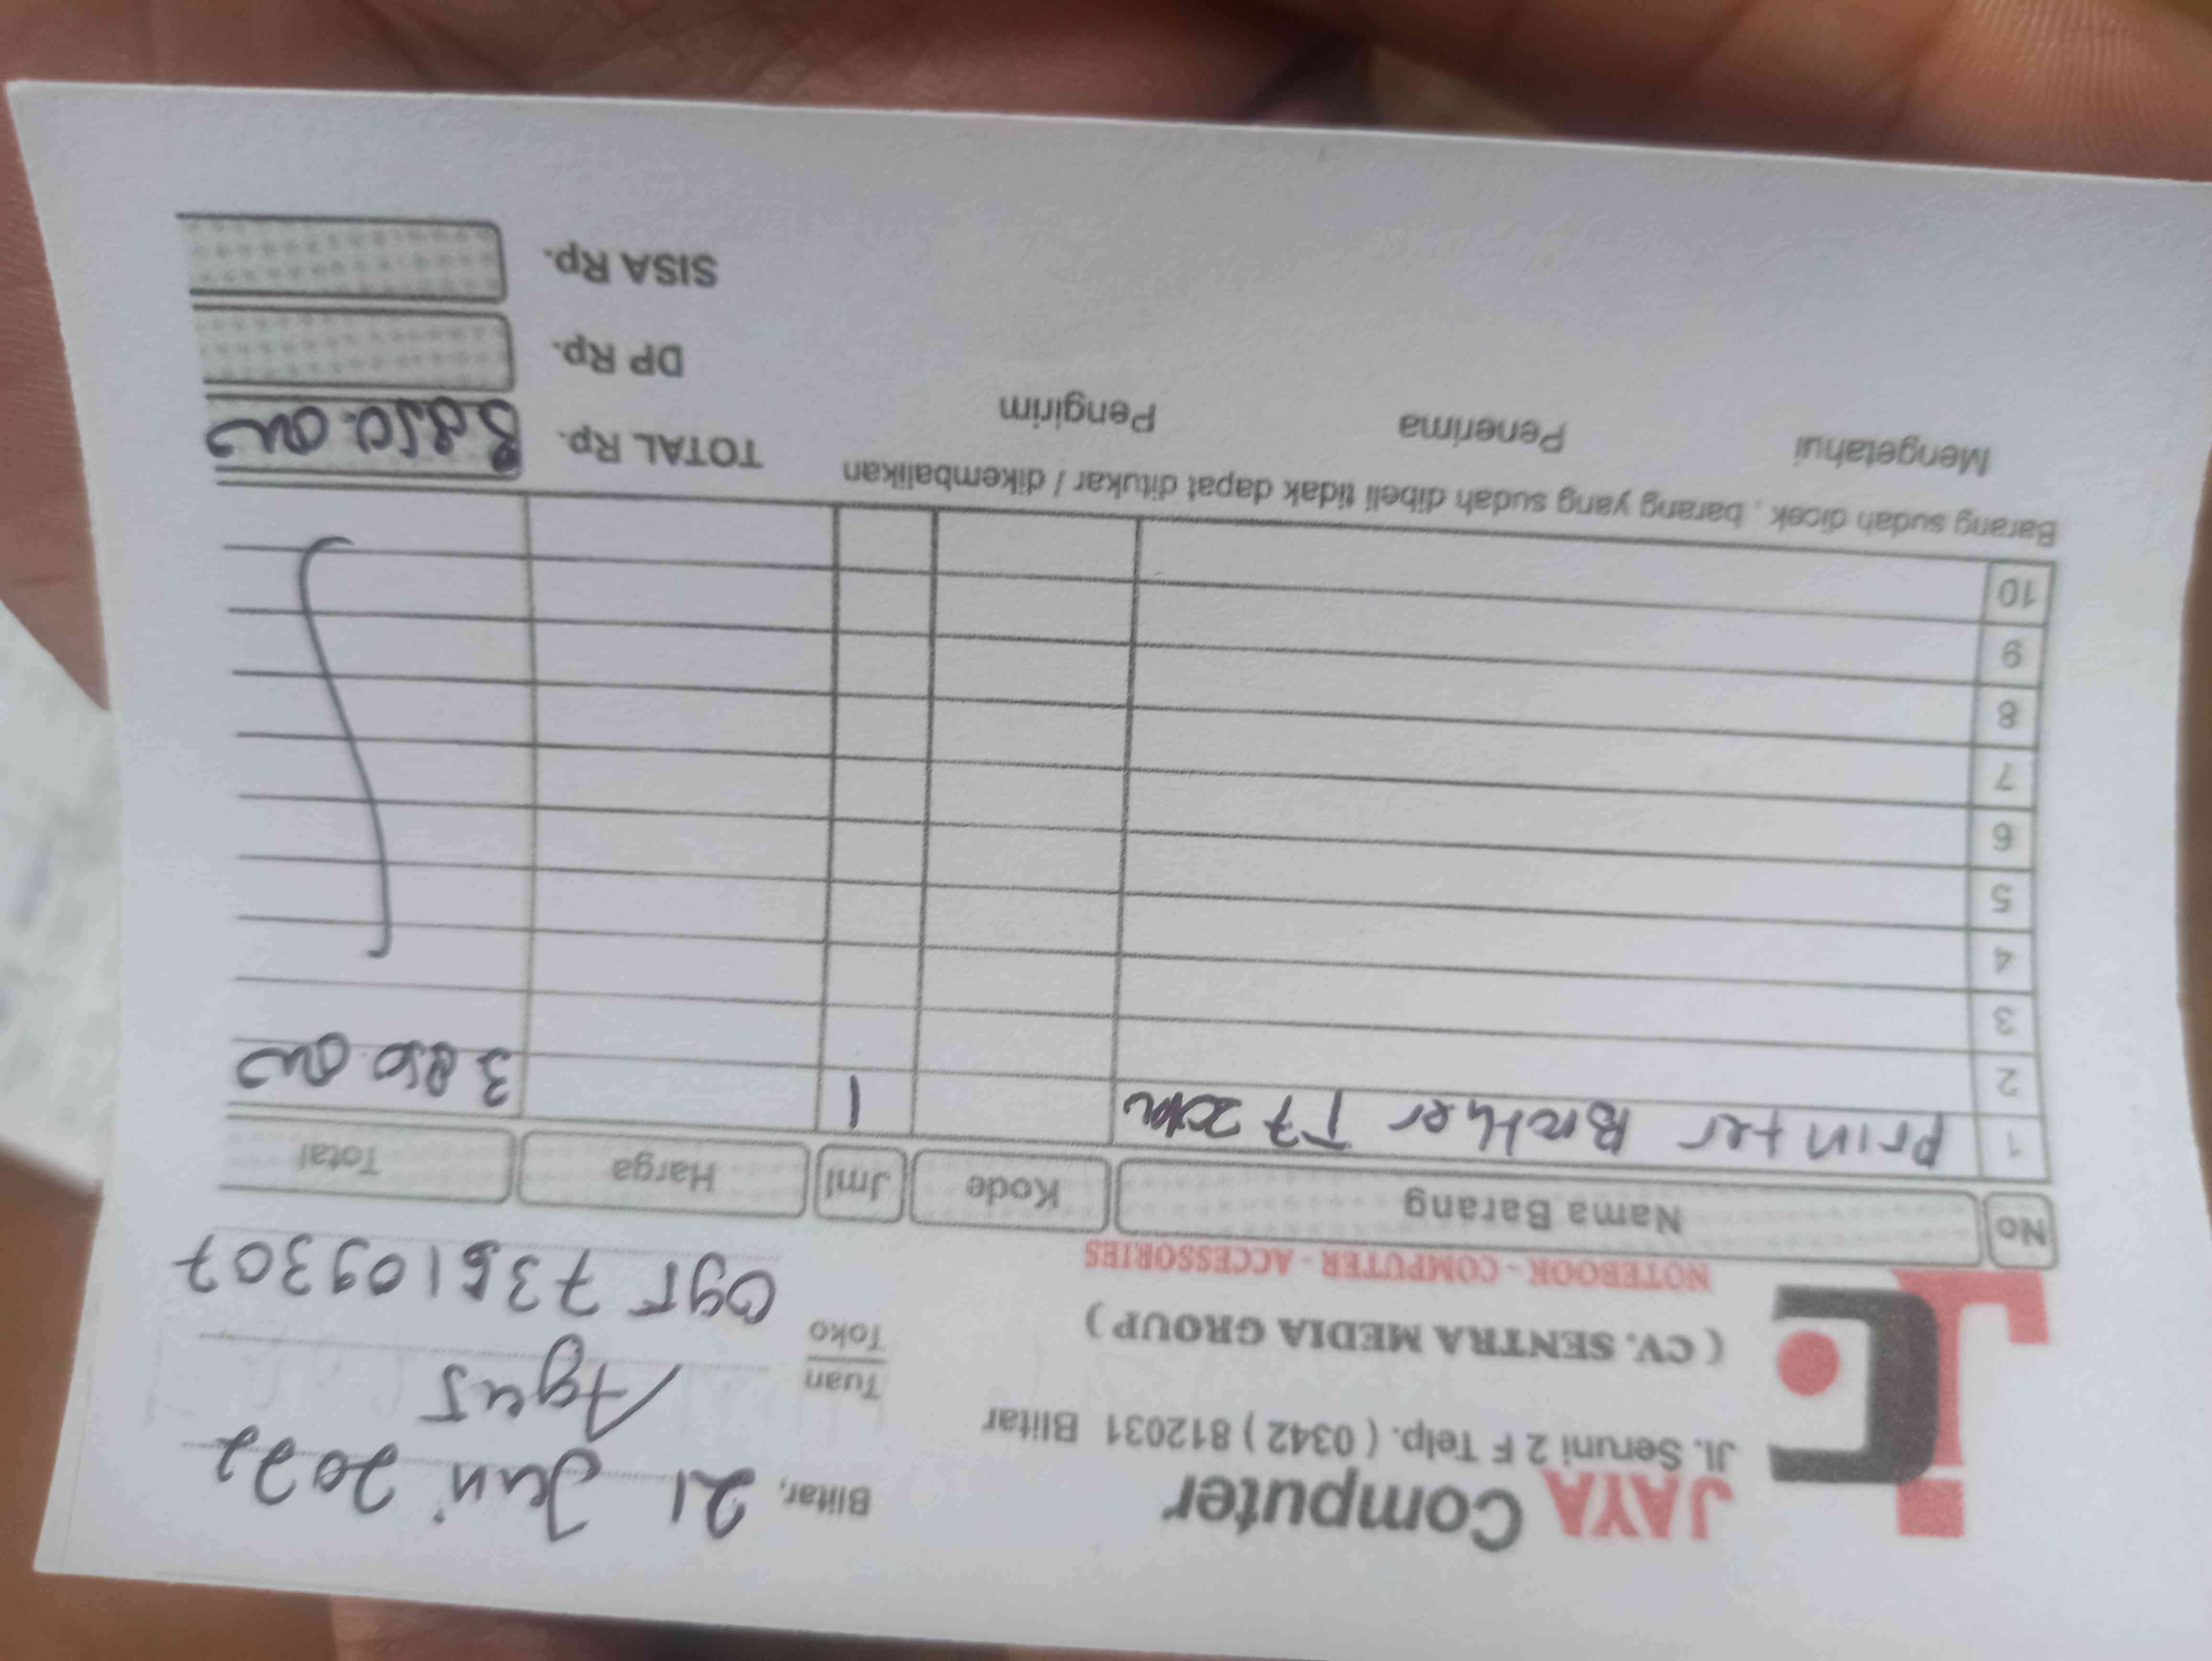 JAYA Computer
Jl. Seruni 2 F Telp. ( 0342 ) 812031 Blitar
( CV. SENTRA MEDIA GROUP )
NOTEBOOK - COMPUTER - ACCESSORIES
Blitar, 21 Juni 2022
Tuan
Toko
Agus
No Nama Barang Kode Jml Harga Total
1 Printer Brother T720 1 3 850 000
2
3
4
5
6
7
8
9
10
Barang sudah dicek , barang yang sudah dibeli tidak dapat ditukar / dikembalikan
TOTAL Rp. 3 850.000
Mengetahui Penerima Pengirim
DP Rp.
SISA Rp.